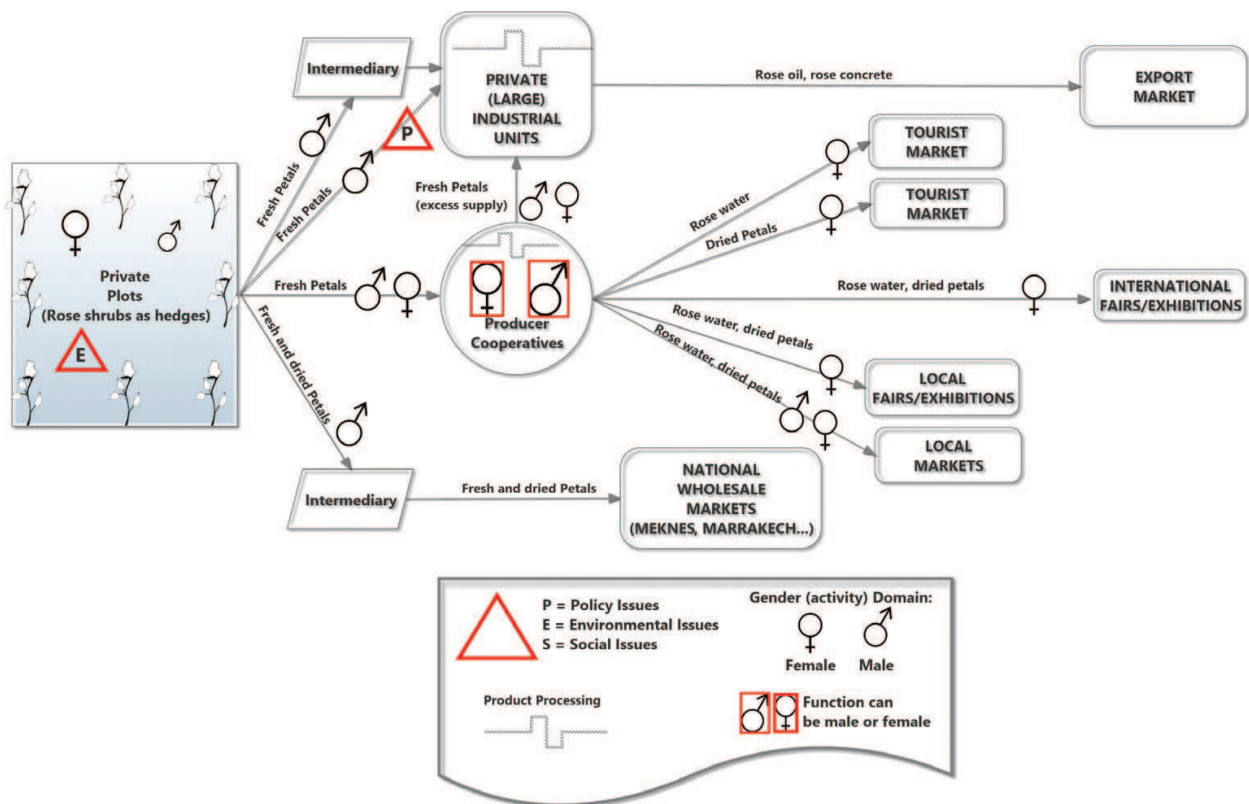 Intermediary
PRIVATE
(LARGE)
INDUSTRIAL
UNITS
Rose oil, rose concrete
EXPORT
MARKET
P
Fresh Petals
Fresh Petals
Fresh Petals
(excess supply)
TOURIST
MARKET
Rose water
TOURIST
MARKET
Dried Petals
Private
Plots
(Rose shrubs as hedges)
E
Fresh Petals
Producer
Cooperatives
Rose water, dried petals
INTERNATIONAL
FAIRS/EXHIBITIONS
Rose water, dried petals
LOCAL
FAIRS/EXHIBITIONS
Rose water, dried petals
LOCAL
MARKETS
Fresh and dried Petals
Intermediary
Fresh and dried Petals
NATIONAL
WHOLESALE
MARKETS
(MEKNES, MARRAKECH...)
P = Policy Issues
E = Environmental Issues
S = Social Issues
Gender (activity) Domain:
Female Male
Product Processing
Function can
be male or female